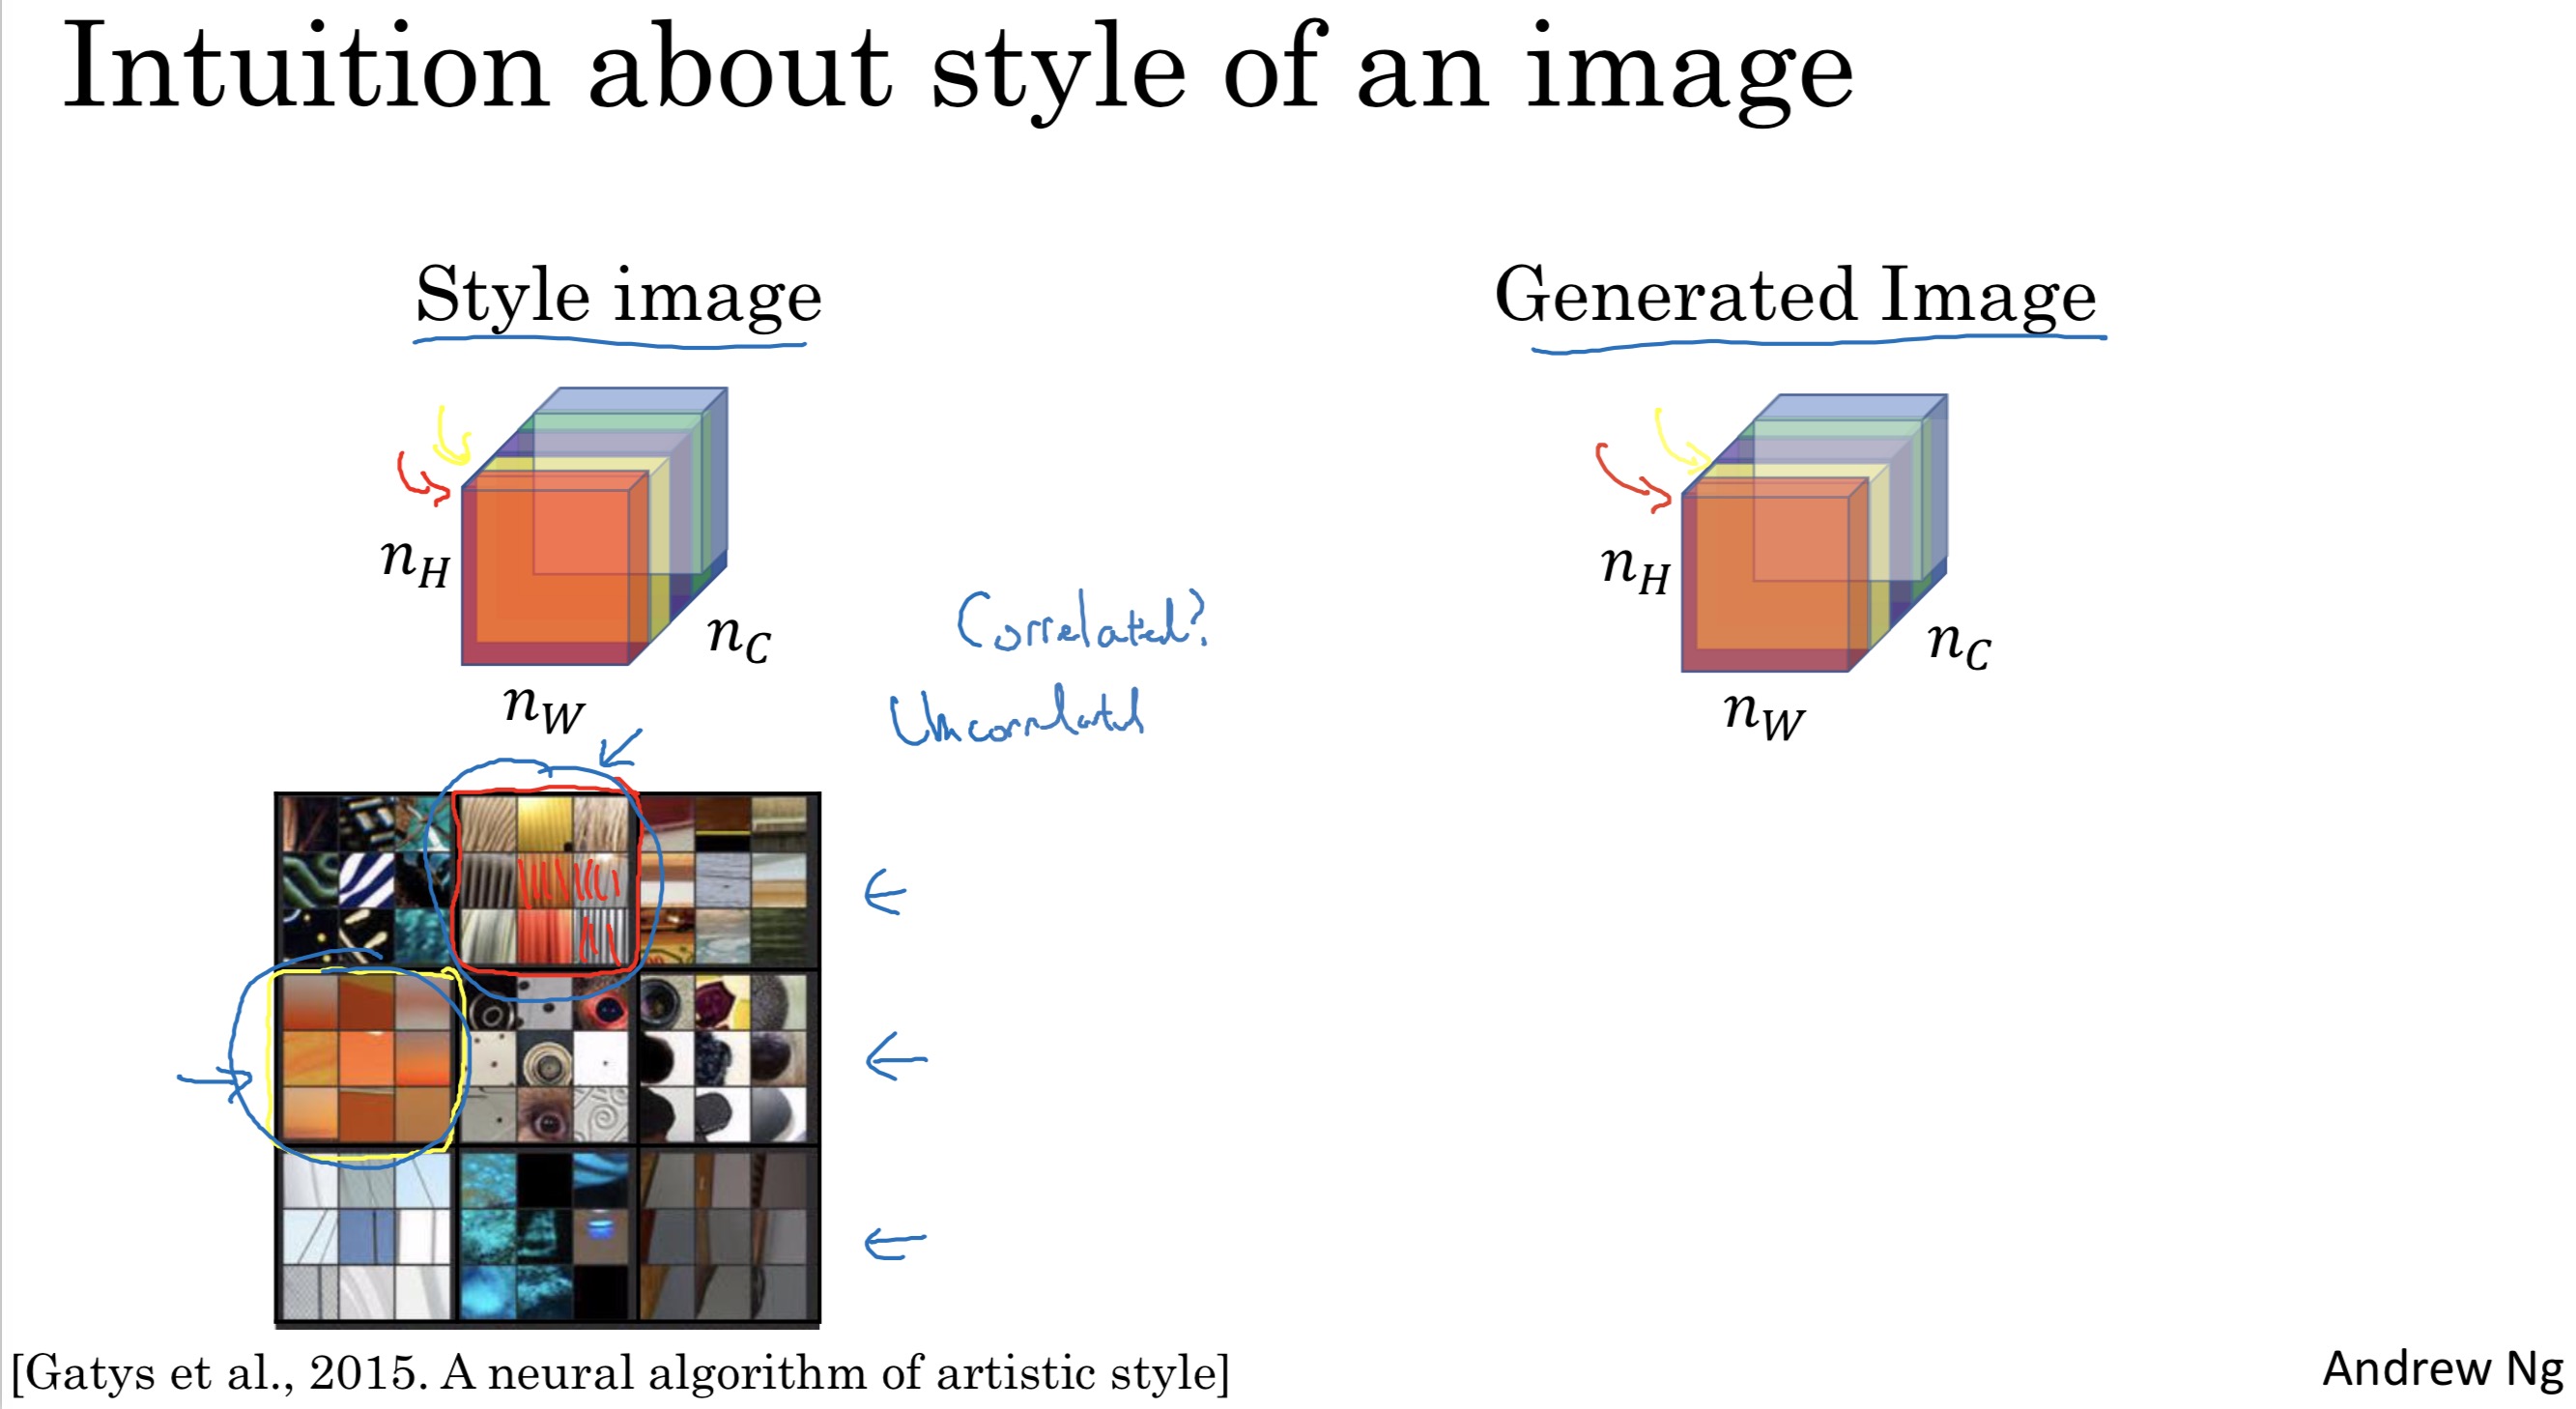 Intuition about style of an image
Style image
Generated Image
n_H
n_C
n_W
n_H
n_C
n_W
Correlated?
Uncorrelated
[Gatys et al., 2015. A neural algorithm of artistic style]
Andrew Ng